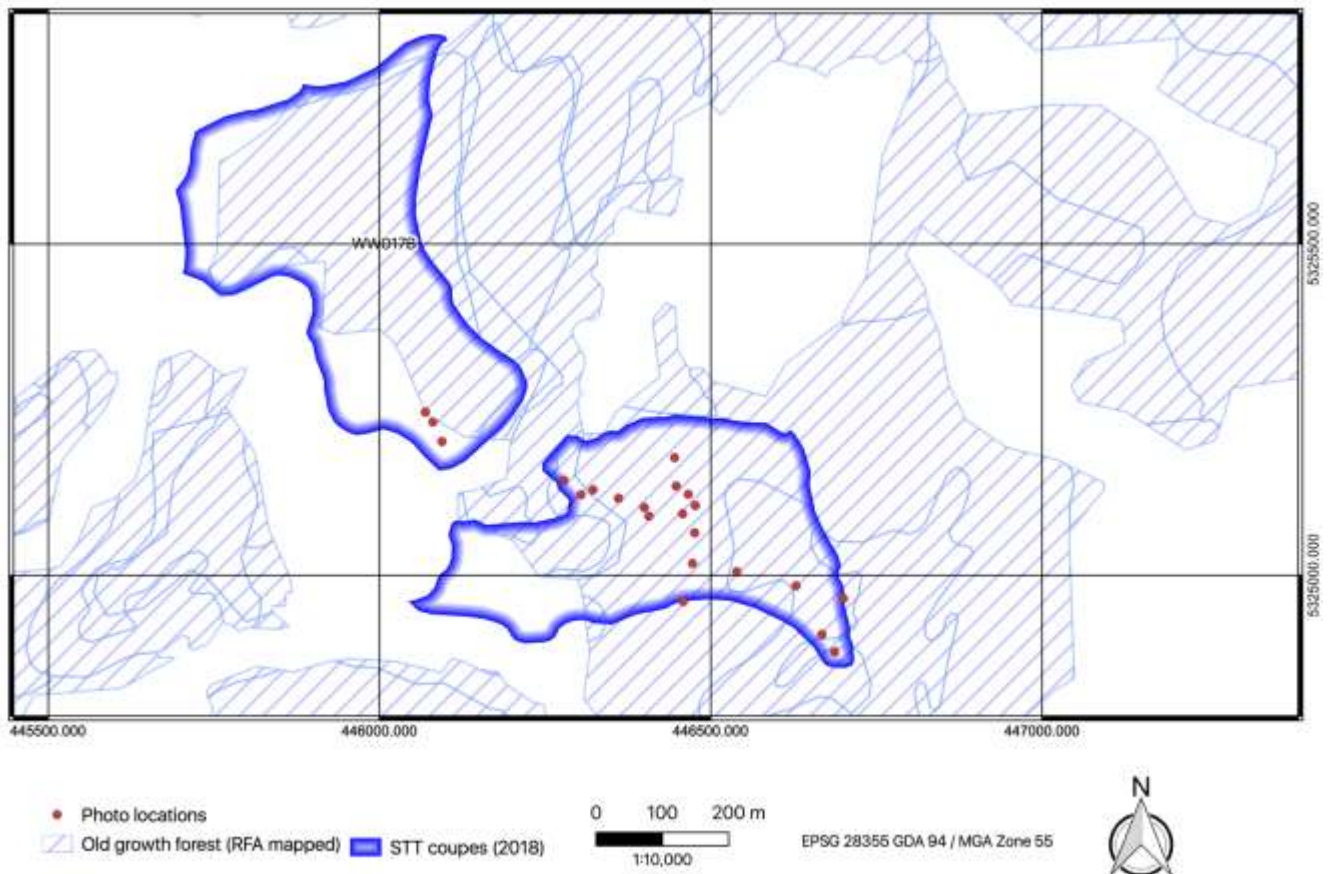 WW017B
5325500.000
5325000.000
445500.000 446000.000 446500.000 447000.000
N
Photo locations
Old growth forest (RFA mapped) STT coupes (2018)
0 100 200 m
1:10,000
EPSG 28355 GDA 94 / MGA Zone 55